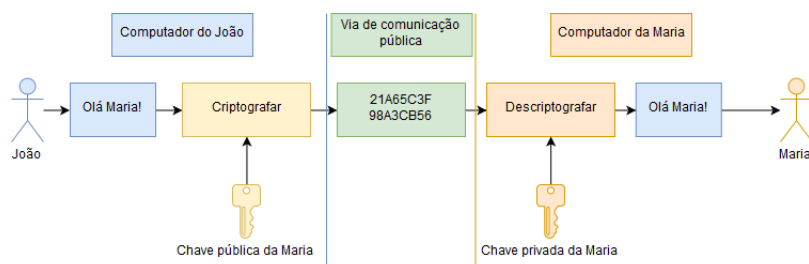 Computador do João
Via de comunicação
pública
Computador da Maria
Olá Maria!
Criptografar
21A65C3F
98A3CB56
Descriptografar
Olá Maria!
João
Maria
Chave pública da Maria
Chave privada da Maria